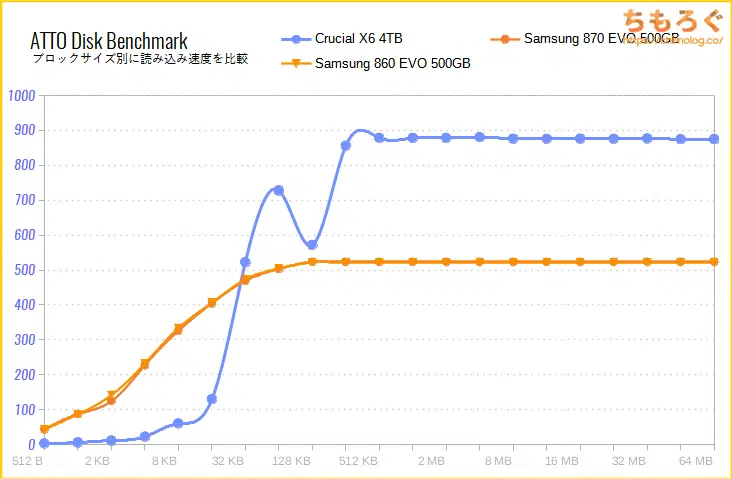 ちもろぐ
https://chimolog.co/
ATTO Disk Benchmark
ブロックサイズ別に読み込み速度を比較
Crucial X6 4TB
Samsung 870 EVO 500GB
Samsung 860 EVO 500GB
1000
900
800
700
600
500
400
300
200
100
0
512 B 2 KB 8 KB 32 KB 128 KB 512 KB 2 MB 8 MB 16 MB 32 MB 64 MB